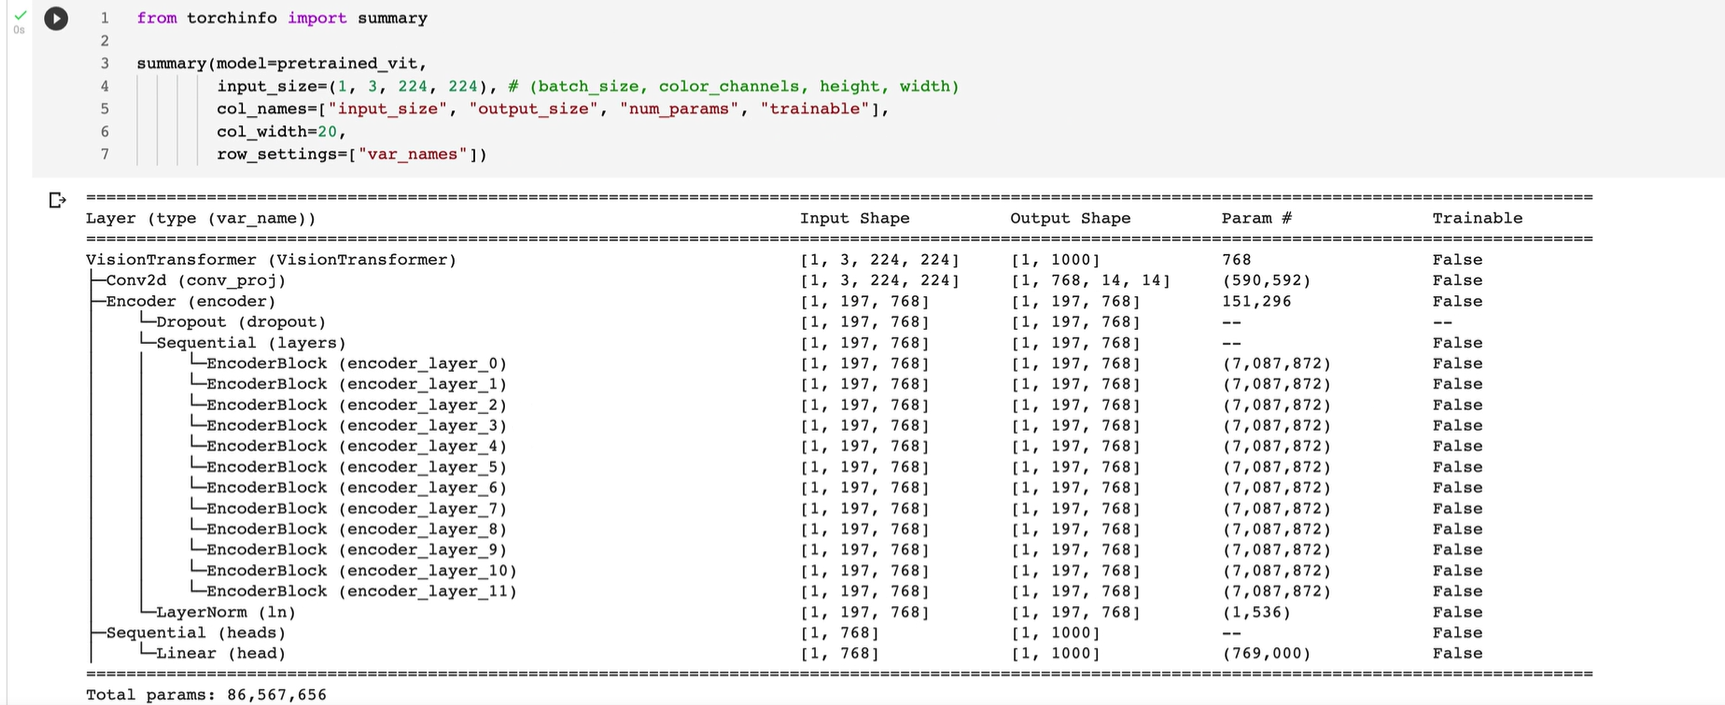 0s
1 from torchinfo import summary
2
3 summary(model=pretrained_vit,
4 input_size=(1, 3, 224, 224), # (batch_size, color_channels, height, width)
5 col_names=["input_size", "output_size", "num_params", "trainable"],
6 col_width=20,
7 row_settings=["var_names"])
Layer (type (var_name)) Input Shape Output Shape Param # Trainable
VisionTransformer (VisionTransformer) [1, 3, 224, 224] [1, 1000] 768 False
├─Conv2d (conv_proj) [1, 3, 224, 224] [1, 768, 14, 14] (590,592) False
├─Encoder (encoder) [1, 197, 768] [1, 197, 768] 151,296 False
│ └─Dropout (dropout) [1, 197, 768] [1, 197, 768] -- --
│ └─Sequential (layers) [1, 197, 768] [1, 197, 768] -- False
│ │ └─EncoderBlock (encoder_layer_0) [1, 197, 768] [1, 197, 768] (7,087,872) False
│ │ └─EncoderBlock (encoder_layer_1) [1, 197, 768] [1, 197, 768] (7,087,872) False
│ │ └─EncoderBlock (encoder_layer_2) [1, 197, 768] [1, 197, 768] (7,087,872) False
│ │ └─EncoderBlock (encoder_layer_3) [1, 197, 768] [1, 197, 768] (7,087,872) False
│ │ └─EncoderBlock (encoder_layer_4) [1, 197, 768] [1, 197, 768] (7,087,872) False
│ │ └─EncoderBlock (encoder_layer_5) [1, 197, 768] [1, 197, 768] (7,087,872) False
│ │ └─EncoderBlock (encoder_layer_6) [1, 197, 768] [1, 197, 768] (7,087,872) False
│ │ └─EncoderBlock (encoder_layer_7) [1, 197, 768] [1, 197, 768] (7,087,872) False
│ │ └─EncoderBlock (encoder_layer_8) [1, 197, 768] [1, 197, 768] (7,087,872) False
│ │ └─EncoderBlock (encoder_layer_9) [1, 197, 768] [1, 197, 768] (7,087,872) False
│ │ └─EncoderBlock (encoder_layer_10) [1, 197, 768] [1, 197, 768] (7,087,872) False
│ │ └─EncoderBlock (encoder_layer_11) [1, 197, 768] [1, 197, 768] (7,087,872) False
│ └─LayerNorm (ln) [1, 197, 768] [1, 197, 768] (1,536) False
├─Sequential (heads) [1, 768] [1, 1000] -- False
│ └─Linear (head) [1, 768] [1, 1000] (769,000) False
Total params: 86,567,656